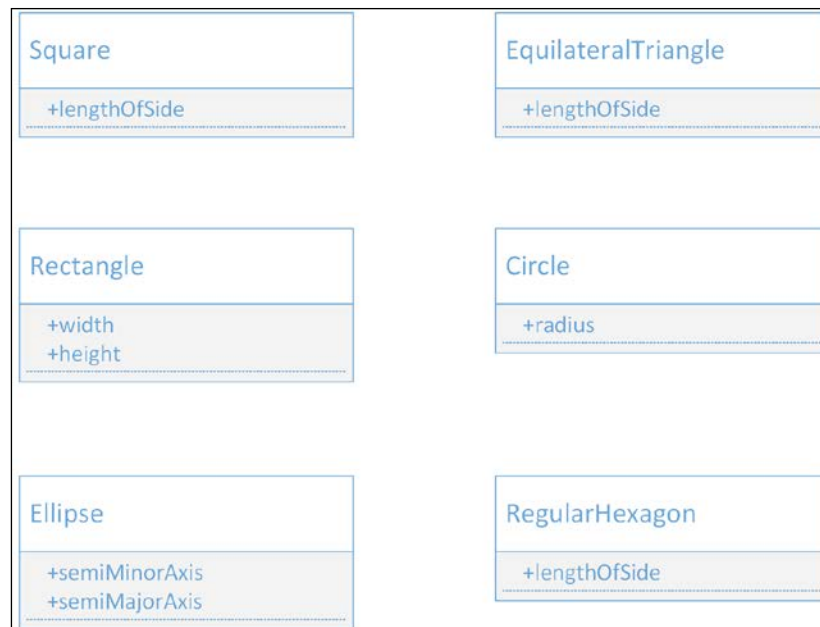 Square
+lengthOfSide
EquilateralTriangle
+lengthOfSide
Rectangle
+width
+height
Circle
+radius
Ellipse
+semiMinorAxis
+semiMajorAxis
RegularHexagon
+lengthOfSide